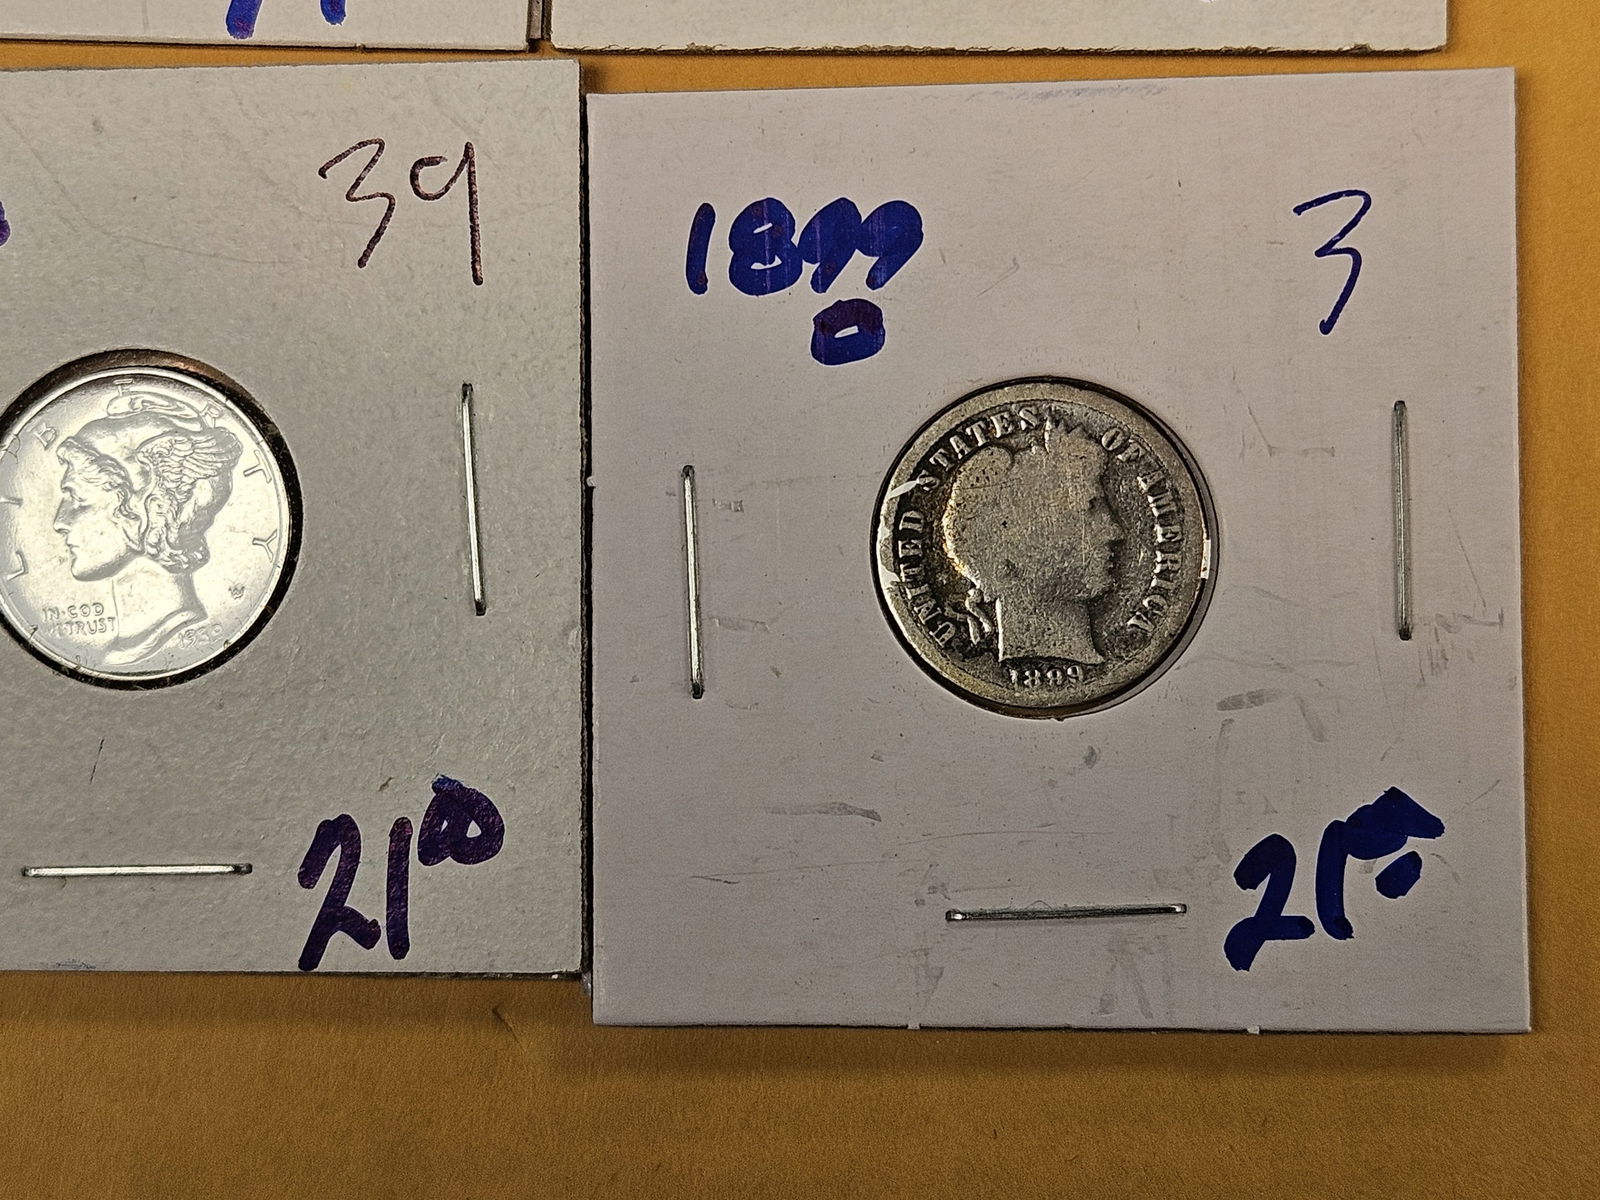 39
LIBERTY
IN·GOD
WE TRUST
2100
1899
O
3
UNITED STATES OF AMERICA
1899
2100